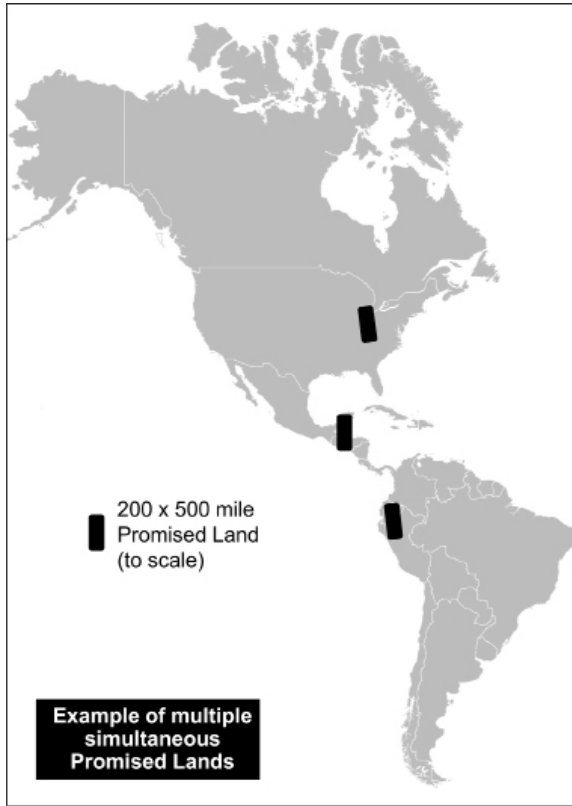 200 x 500 mile
Promised Land
(to scale)
Example of multiple
simultaneous
Promised Lands